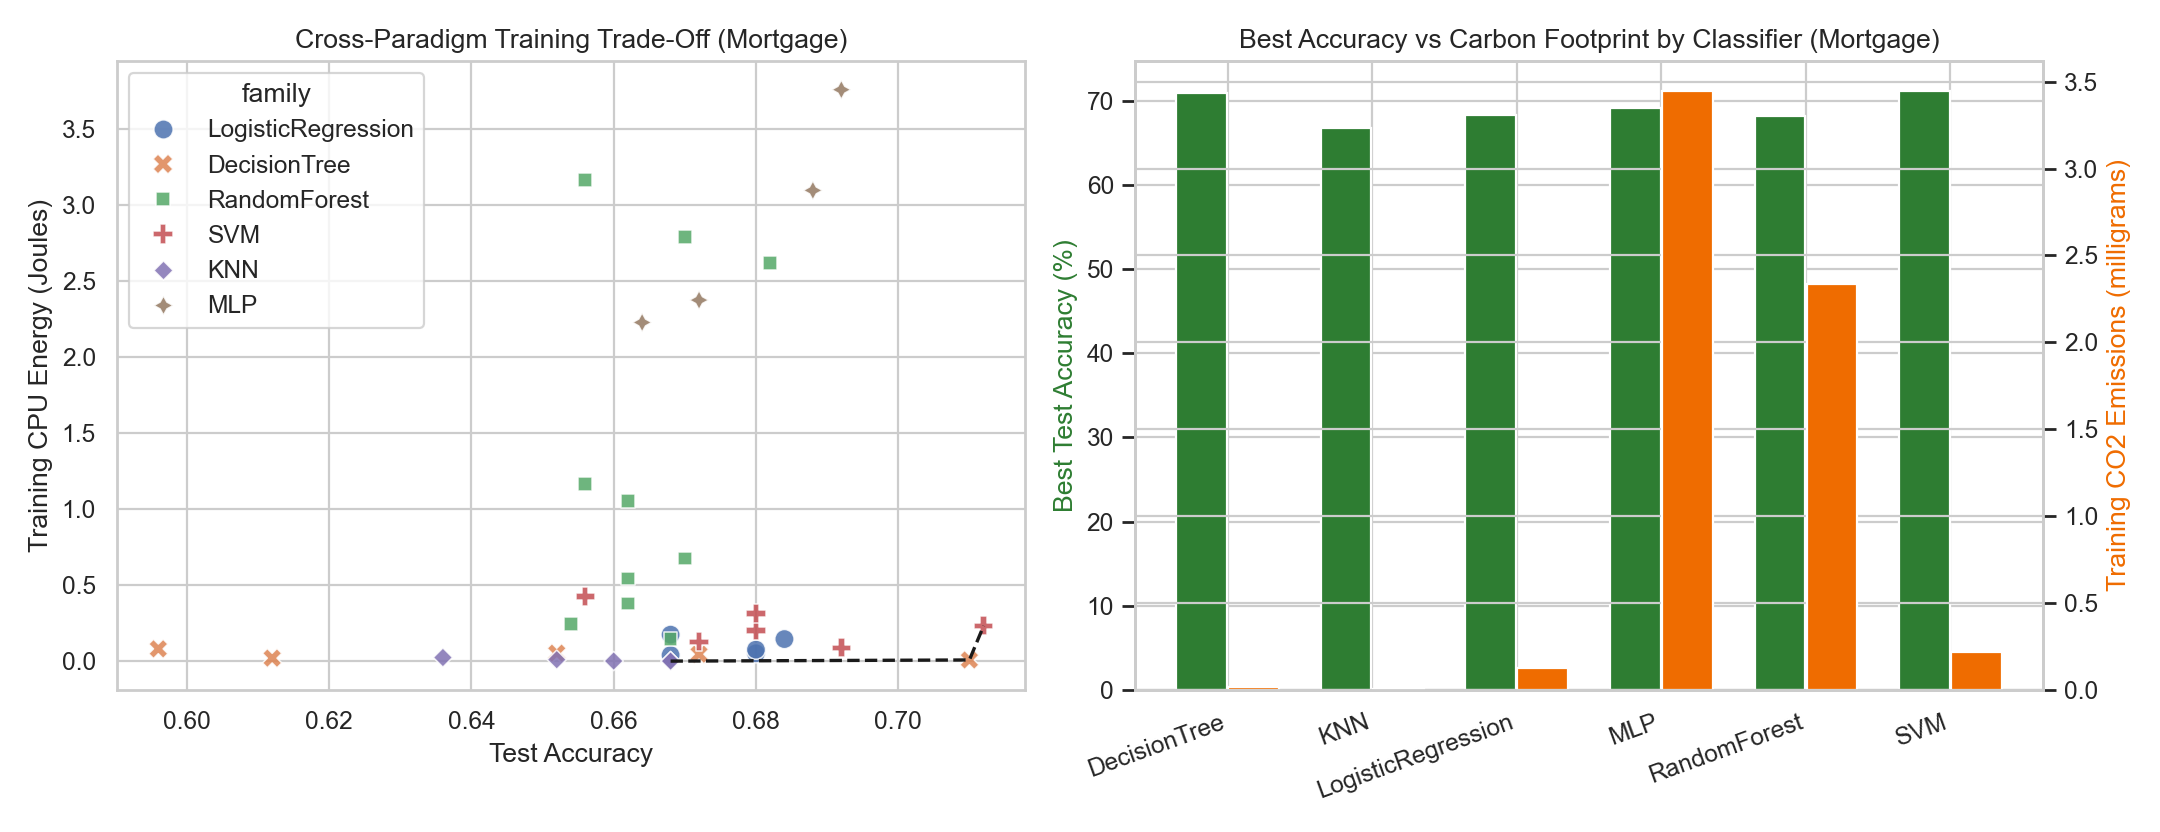 Cross-Paradigm Training Trade-Off (Mortgage)
family
LogisticRegression
DecisionTree
RandomForest
SVM
KNN
MLP
Training CPU Energy (Joules)
3.5
3.0
2.5
2.0
1.5
1.0
0.5
0.0
0.60
0.62
0.64
0.66
0.68
0.70
Test Accuracy
Best Accuracy vs Carbon Footprint by Classifier (Mortgage)
Best Test Accuracy (%)
70
60
50
40
30
20
10
0
DecisionTree
KNN
LogisticRegression
MLP
RandomForest
SVM
3.5
3.0
2.5
2.0
1.5
1.0
0.5
0.0
Training CO2 Emissions (milligrams)